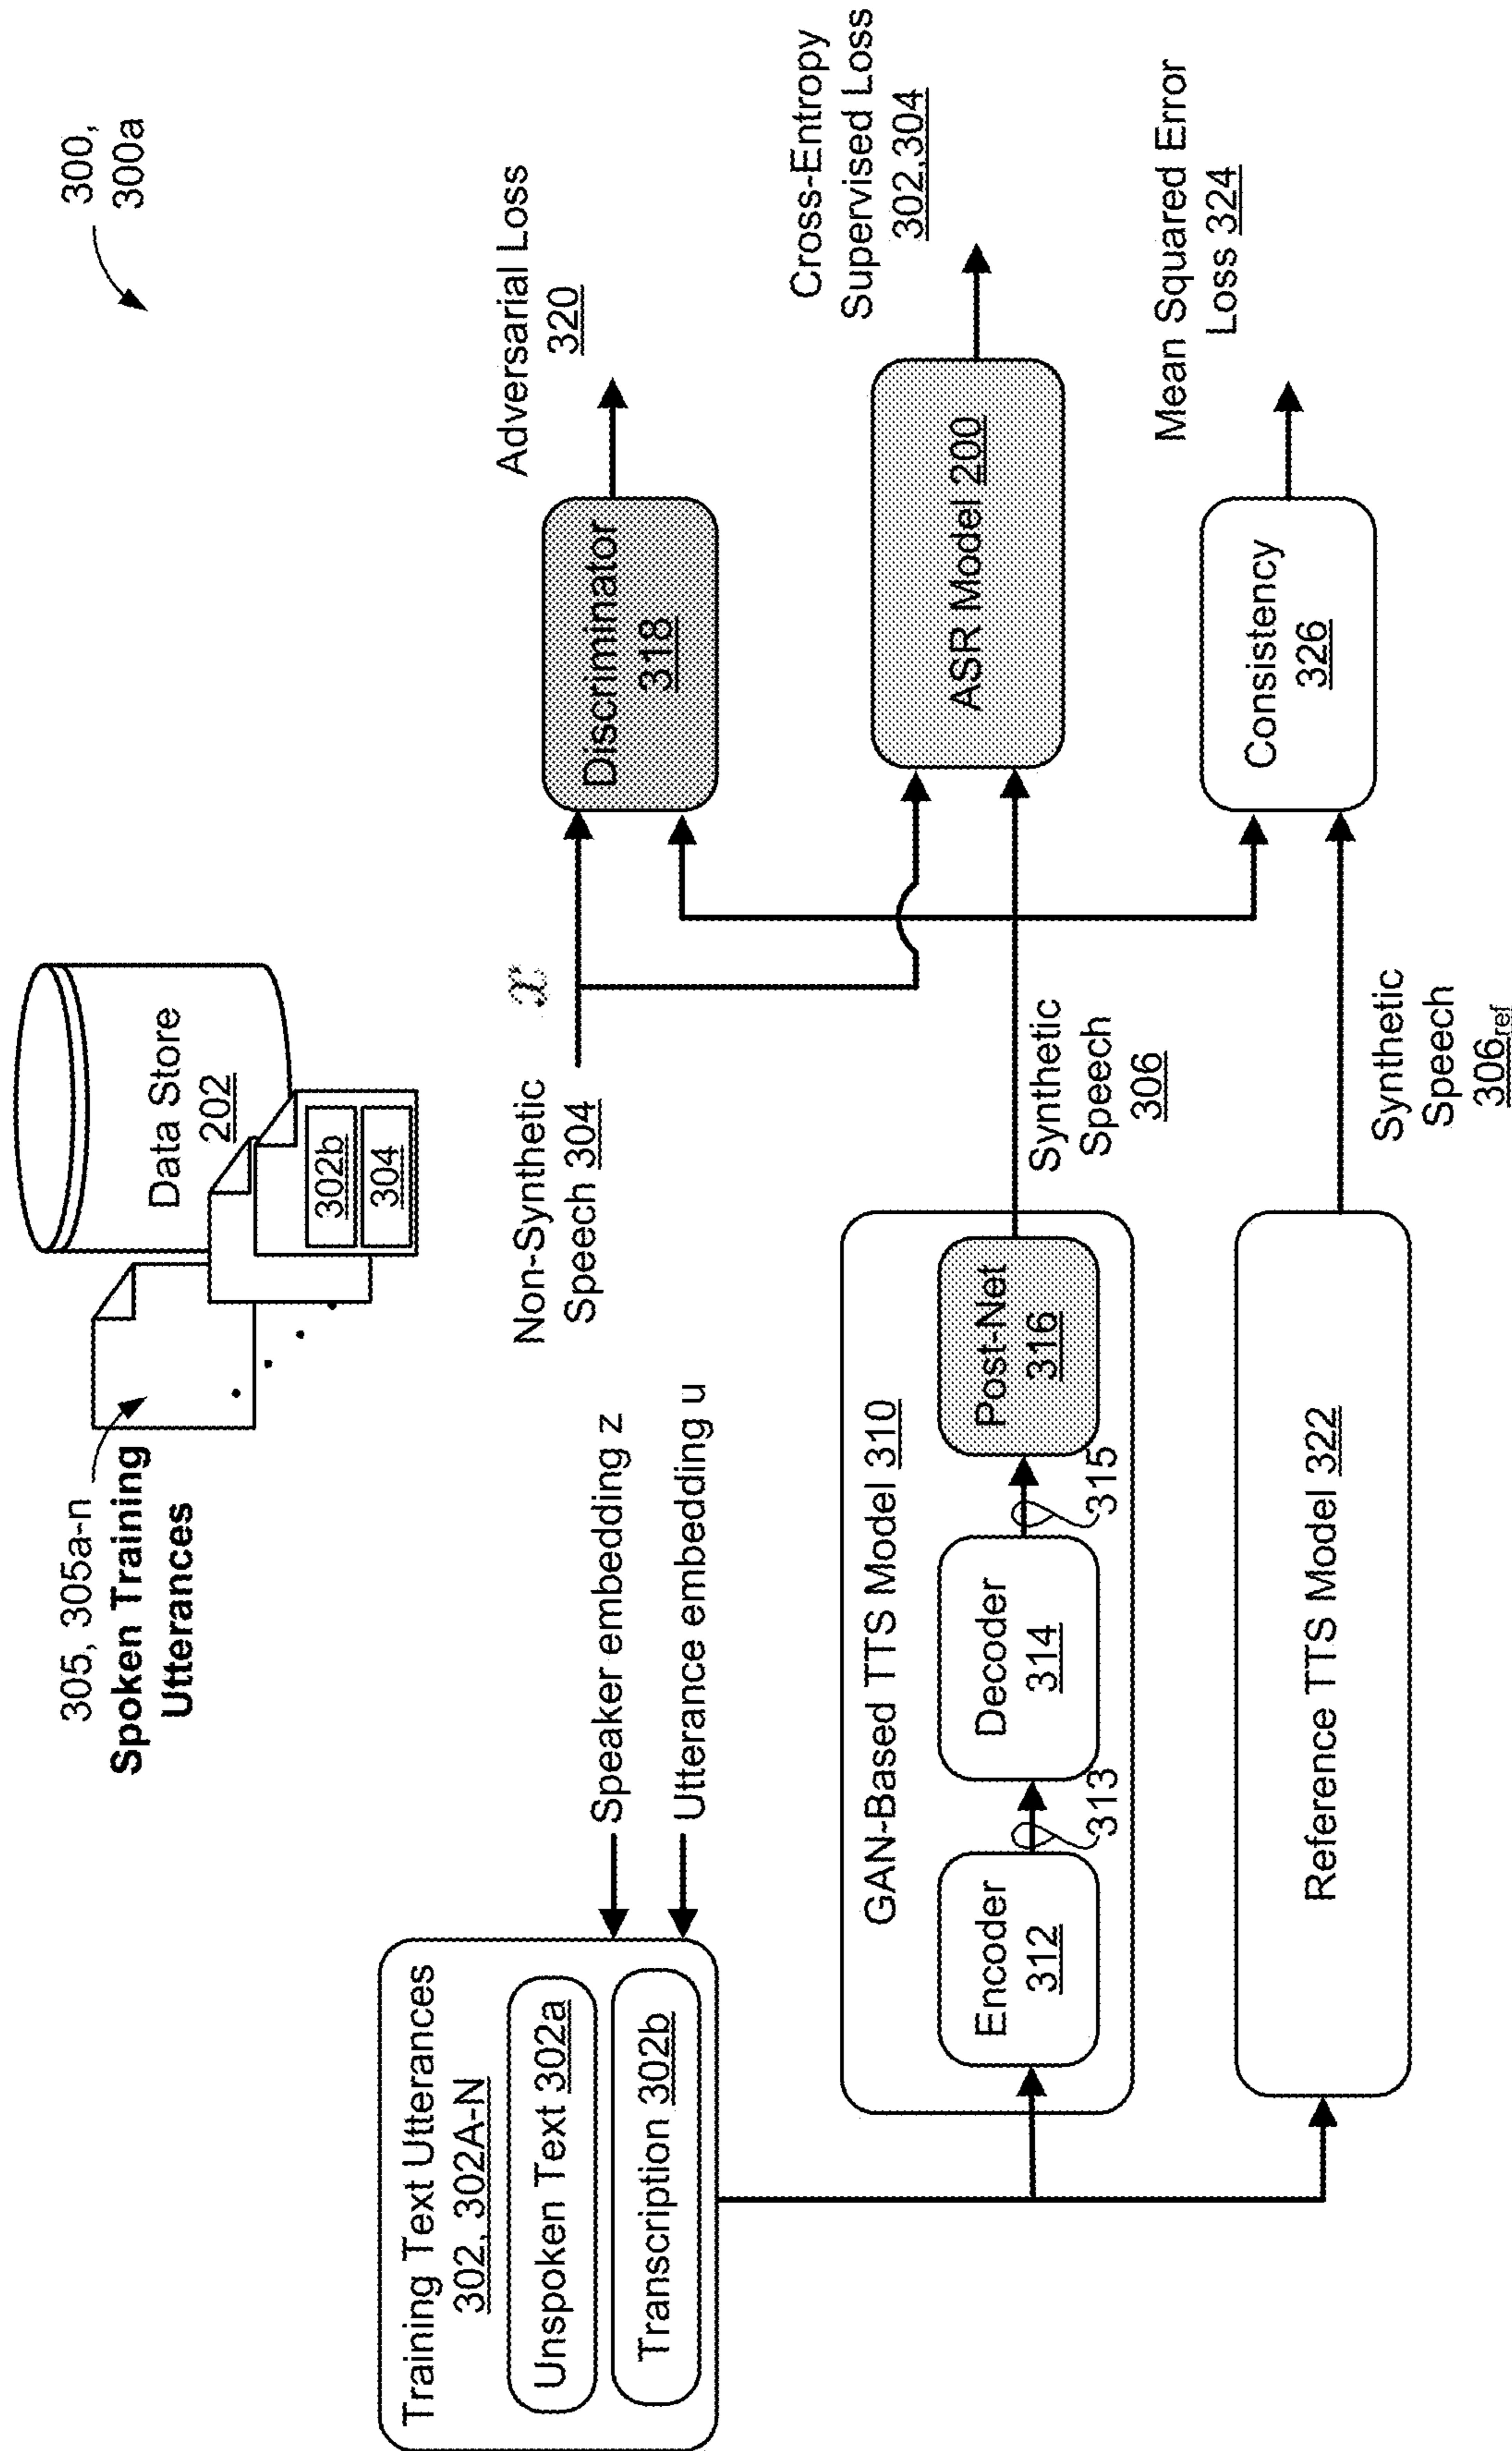 300,
300a
305, 305a-n
Spoken Training
Utterances
Data Store
202
302b
304
Training Text Utterances
302, 302A-N
Unspoken Text 302a
Transcription 302b
Speaker embedding z
Utterance embedding u
Non-Synthetic
Speech 304
x
Discriminator
318
Adversarial Loss
320
GAN-Based TTS Model 310
Encoder
312
313
Decoder
314
315
Post-Net
316
Synthetic
Speech
306
ASR Model 200
Cross-Entropy
Supervised Loss
302,304
Reference TTS Model 322
Synthetic
Speech
306ref
Consistency
326
Mean Squared Error
Loss 324